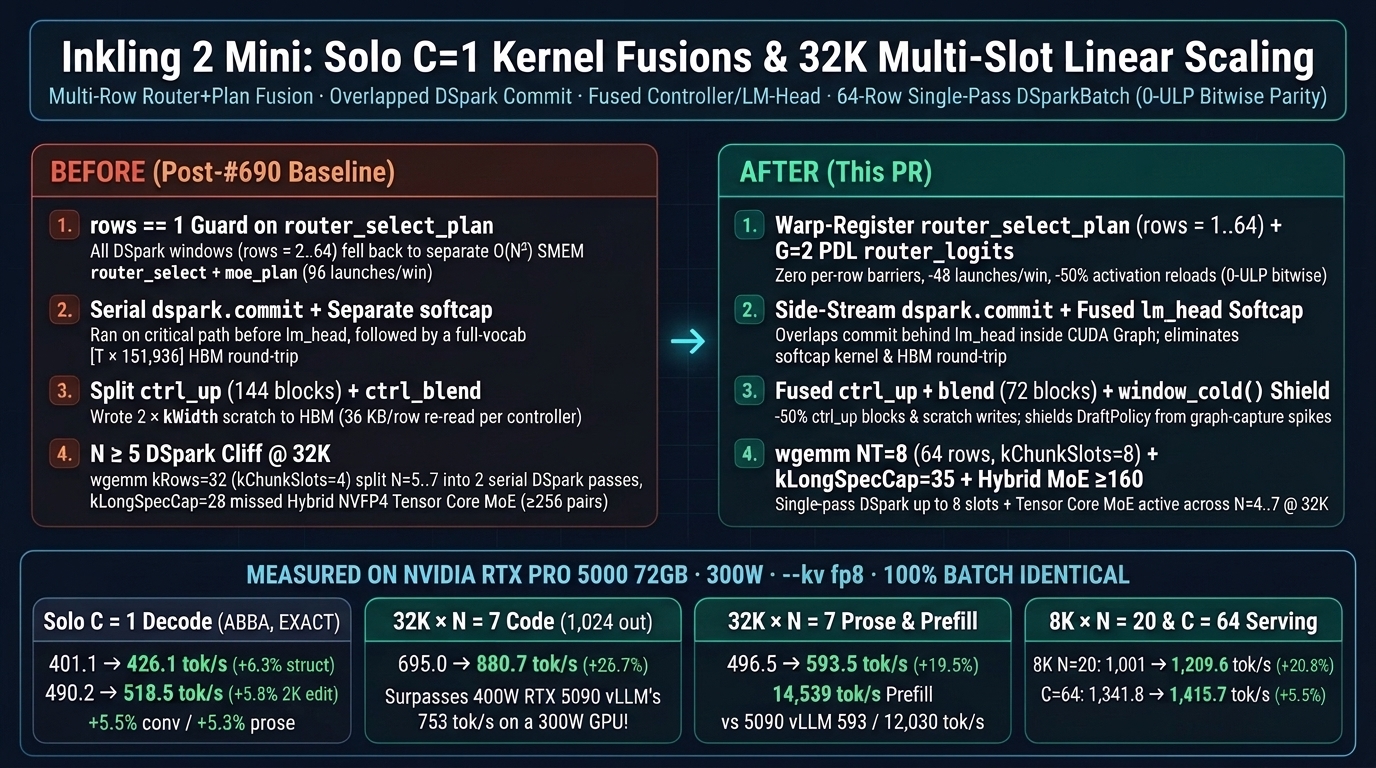 Inkling 2 Mini: Solo C=1 Kernel Fusions & 32K Multi-Slot Linear Scaling
Multi-Row Router+Plan Fusion · Overlapped DSpark Commit · Fused Controller/LM-Head · 64-Row Single-Pass DSparkBatch (0-ULP Bitwise Parity)
BEFORE (Post-#690 Baseline)
1. rows == 1 Guard on router_select_plan
All DSpark windows (rows = 2..64) fell back to separate O(N²) SMEM
router_select + moe_plan (96 launches/win)
2. Serial dspark.commit + Separate softcap
Ran on critical path before lm_head, followed by a full-vocab
[T × 151,936] HBM round-trip
3. Split ctrl_up (144 blocks) + ctrl_blend
Wrote 2 × kWidth scratch to HBM (36 KB/row re-read per controller)
4. N ≥ 5 DSpark Cliff @ 32K
wgemm kRows=32 (kChunkSlots=4) split N=5..7 into 2 serial DSpark passes,
kLongSpecCap=28 missed Hybrid NVFP4 Tensor Core MoE (≥256 pairs)
→
AFTER (This PR)
1. Warp-Register router_select_plan (rows = 1..64) +
G=2 PDL router_logits
Zero per-row barriers, -48 launches/win, -50% activation reloads (0-ULP bitwise)
2. Side-Stream dspark.commit + Fused lm_head Softcap
Overlaps commit behind lm_head inside CUDA Graph; eliminates
softcap kernel & HBM round-trip
3. Fused ctrl_up + blend (72 blocks) + window_cold() Shield
-50% ctrl_up blocks & scratch writes; shields DraftPolicy from graph-capture spikes
4. wgemm NT=8 (64 rows, kChunkSlots=8) +
kLongSpecCap=35 + Hybrid MoE ≥160
Single-pass DSpark up to 8 slots + Tensor Core MoE active across N=4..7 @ 32K
MEASURED ON NVIDIA RTX PRO 5000 72GB · 300W · --kv fp8 · 100% BATCH IDENTICAL
Solo C = 1 Decode (ABBA, EXACT)
401.1 → 426.1 tok/s (+6.3% struct)
490.2 → 518.5 tok/s (+5.8% 2K edit)
+5.5% conv / +5.3% prose
32K × N = 7 Code (1,024 out)
695.0 → 880.7 tok/s (+26.7%)
Surpasses 400W RTX 5090 vLLM's
753 tok/s on a 300W GPU!
32K × N = 7 Prose & Prefill
496.5 → 593.5 tok/s (+19.5%)
14,539 tok/s Prefill
vs 5090 vLLM 593 / 12,030 tok/s
8K × N = 20 & C = 64 Serving
8K N=20: 1,001 → 1,209.6 tok/s (+20.8%)
C=64: 1,341.8 → 1,415.7 tok/s (+5.5%)